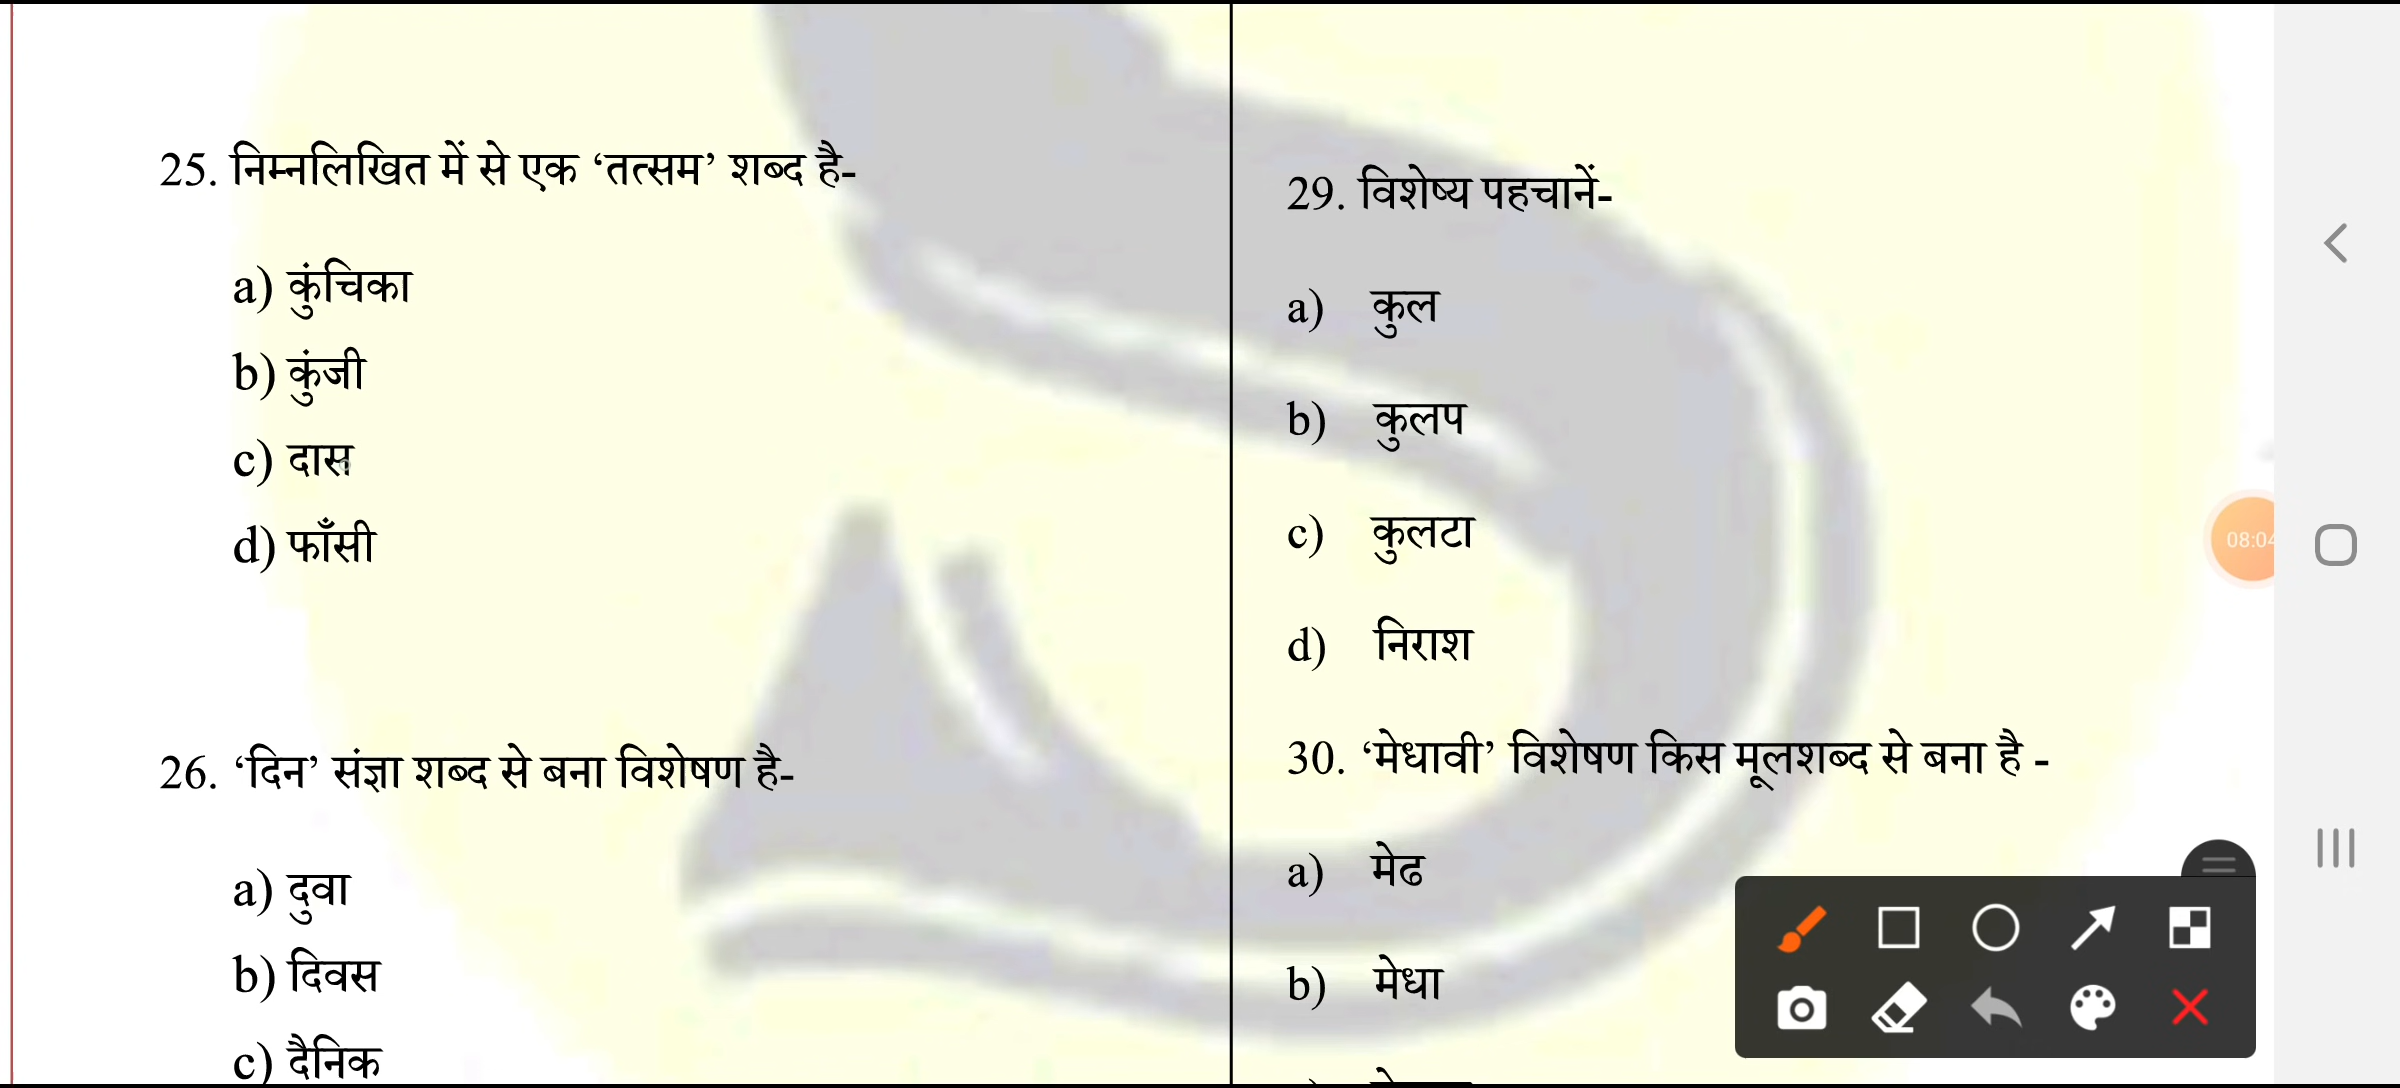 25. निम्नलिखित में से एक ‘तत्सम’ शब्द है-
a) कुंचिका
b) कुंजी
c) दास
d) फाँसी
26. ‘दिन’ संज्ञा शब्द से बना विशेषण है-
a) दुवा
b) दिवस
c) दैनिक
29. विशेष्य पहचानें-
a) कुल
b) कुलप
c) कुलटा
d) निराश
30. ‘मेधावी’ विशेषण किस मूलशब्द से बना है -
a) मेढ
b) मेधा
08:04